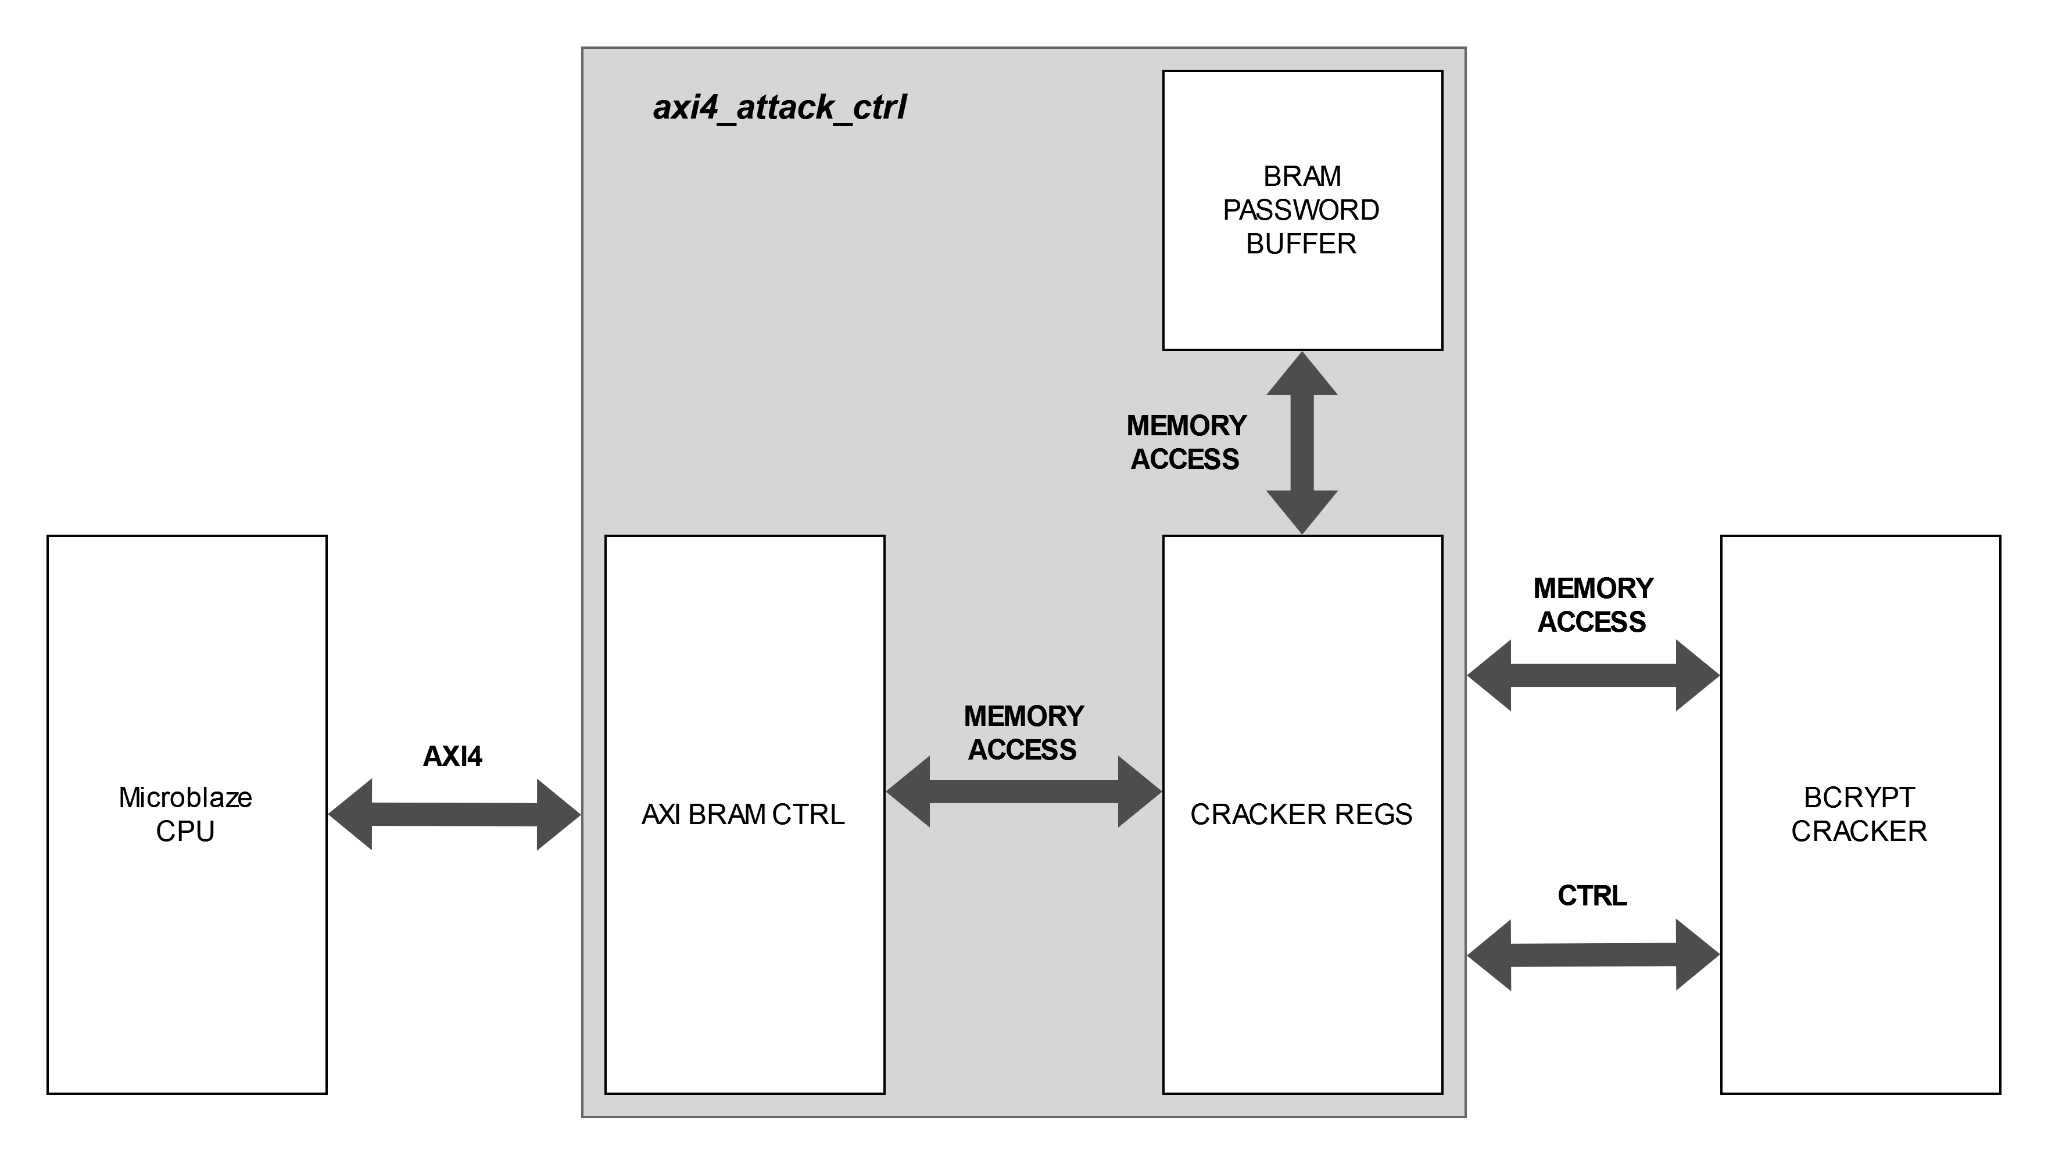 axi4_attack_ctrl
BRAM
PASSWORD
BUFFER
MEMORY
ACCESS
MEMORY
ACCESS
MEMORY
ACCESS
AXI4
Microblaze
CPU
AXI BRAM CTRL
CRACKER REGS
BCRYPT
CRACKER
CTRL